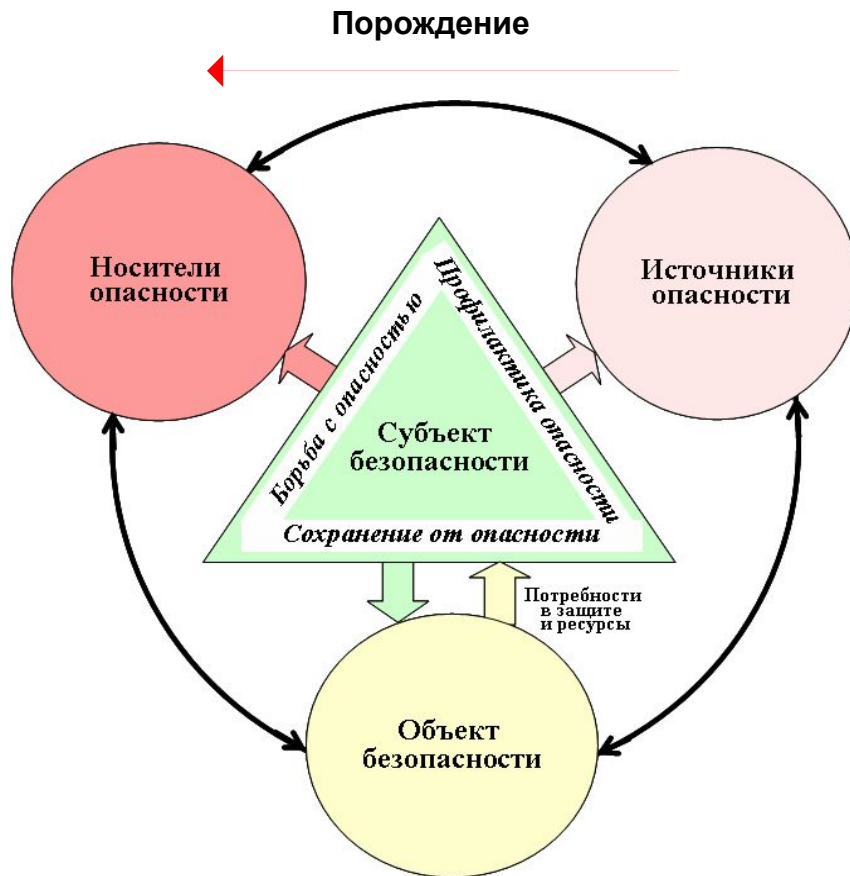 Порождение
Носители
опасности
Источники
опасности
Борьба с опасностью
Профилактика опасности
Субъект
безопасности
Сохранение от опасности
Потребности
в защите
и ресурсы
Объект
безопасности